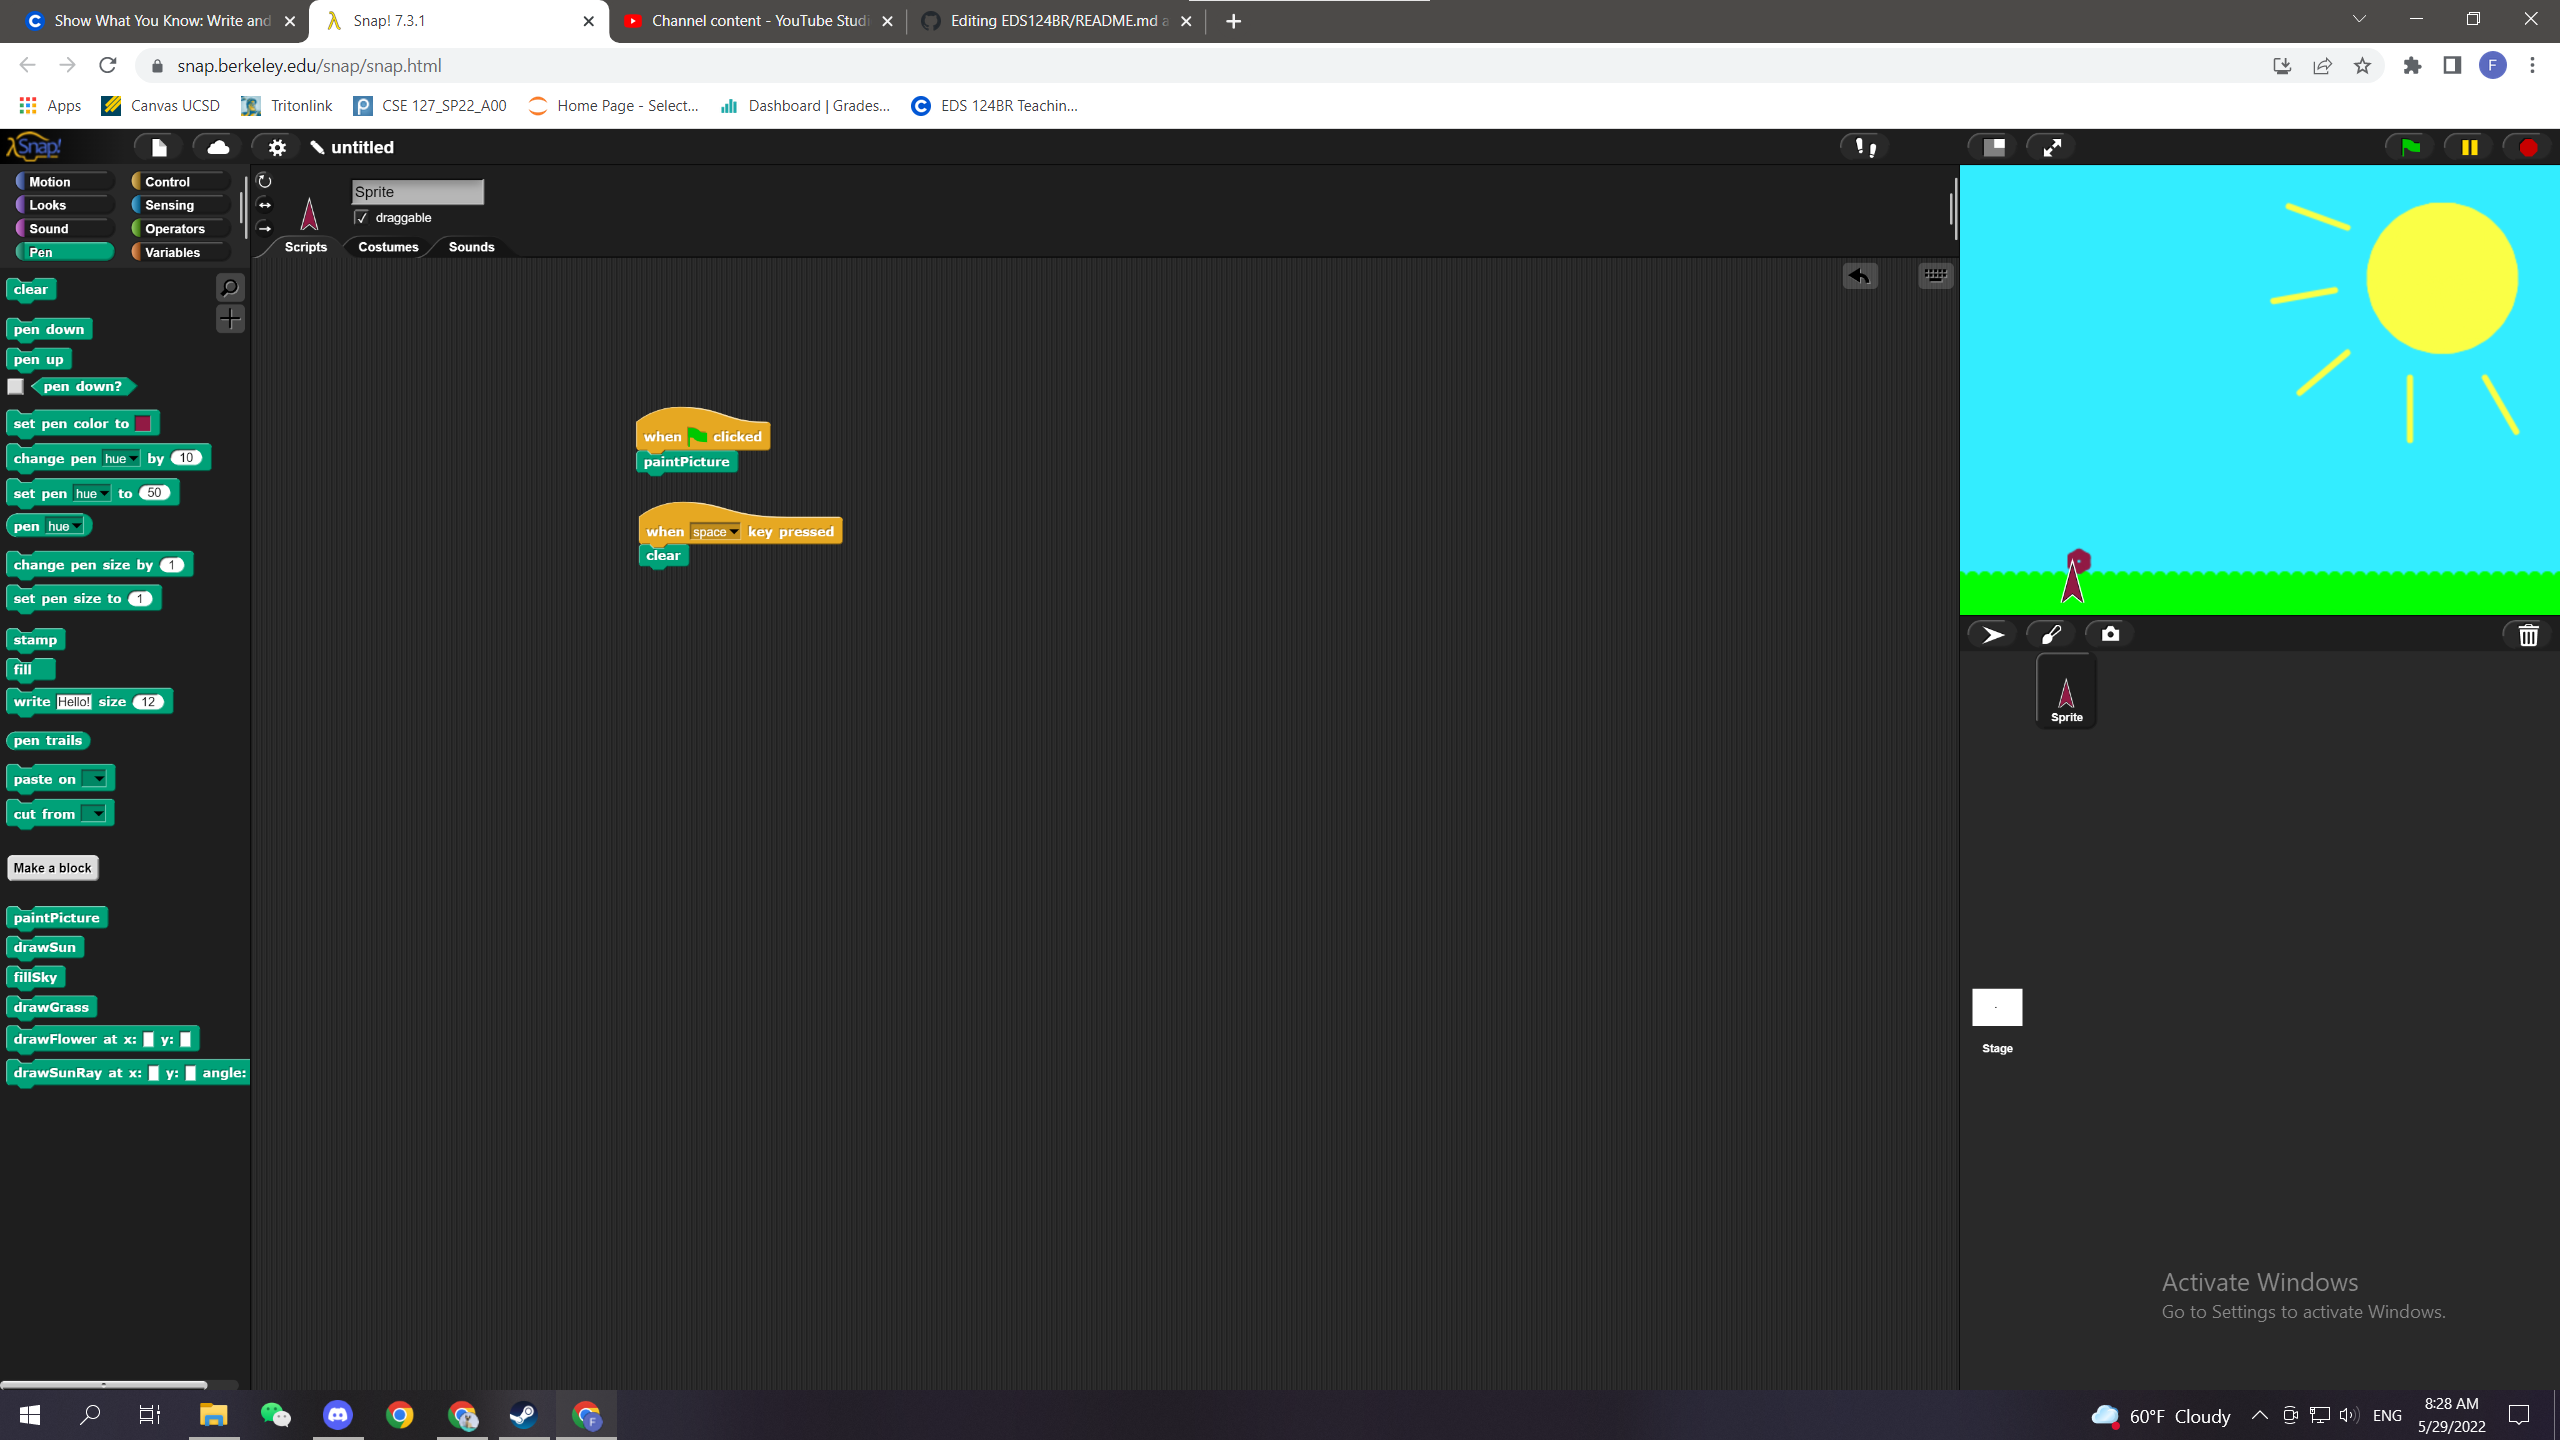 Show What You Know: Write and
Snap! 7.3.1
Channel content - YouTube Studi
Editing EDS124BR/README.md a
snap.berkeley.edu/snap/snap.html
F
Apps
Canvas UCSD
Tritonlink
CSE 127_SP22_A00
Home Page - Select...
Dashboard | Grades...
EDS 124BR Teachin...
λSnap!
untitled
Motion
Control
Looks
Sensing
Sound
Operators
Pen
Variables
Sprite
draggable
Scripts
Costumes
Sounds
clear
pen down
pen up
pen down?
set pen color to
change pen hue by 10
set pen hue to 50
pen hue
change pen size by 1
set pen size to 1
stamp
fill
write Hello! size 12
pen trails
paste on
cut from
Make a block
paintPicture
drawSun
fillSky
drawGrass
drawFlower at x: y:
drawSunRay at x: y: angle:
when clicked
paintPicture
when space key pressed
clear
Sprite
Stage
Activate Windows
Go to Settings to activate Windows.
F
60°F Cloudy
ENG
8:28 AM
5/29/2022